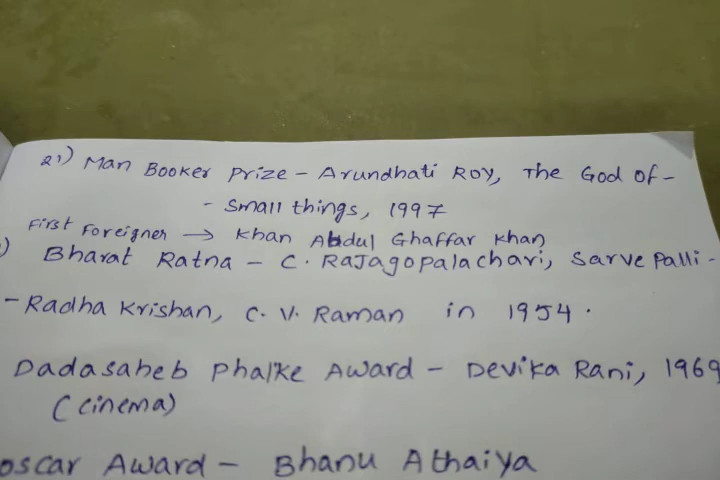 21) Man Booker Prize - Arundhati Roy, The God of -
- Small things, 1997
First Foreigner → Khan Abdul Ghaffar Khan
) Bharat Ratna - C. Rajagopalachari, Sarve Palli -
- Radha Krishan, C. V. Raman in 1954.
Dadasaheb Phalke Award - Devika Rani, 1969
(cinema)
oscar Award - Bhanu Athaiya